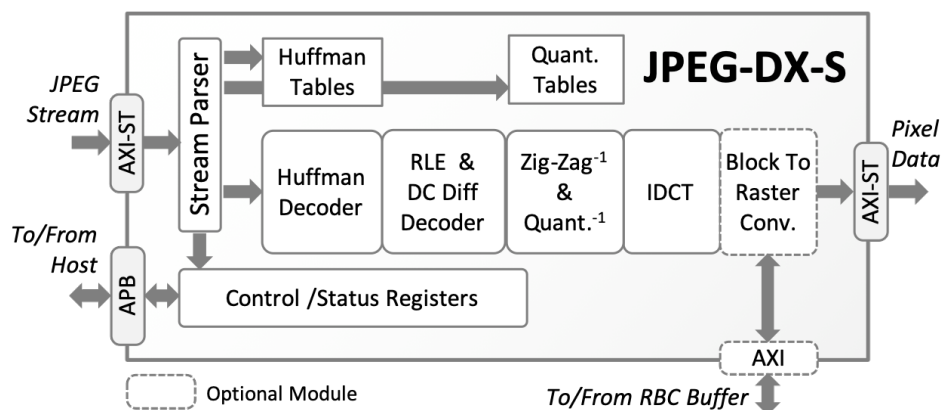 JPEG-DX-S
JPEG
Stream
AXI-ST
Stream Parser
Huffman
Tables
Quant.
Tables
Huffman
Decoder
RLE &
DC Diff
Decoder
Zig-Zag⁻¹
&
Quant.⁻¹
IDCT
Block To
Raster
Conv.
AXI-ST
Pixel
Data
To/From
Host
APB
Control /Status Registers
AXI
Optional Module
To/From RBC Buffer